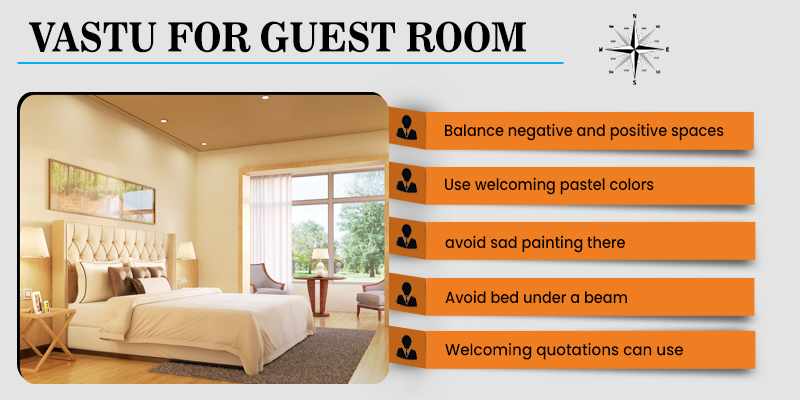 VASTU FOR GUEST ROOM
N
W E
S
Balance negative and positive spaces
Use welcoming pastel colors
avoid sad painting there
Avoid bed under a beam
Welcoming quotations can use